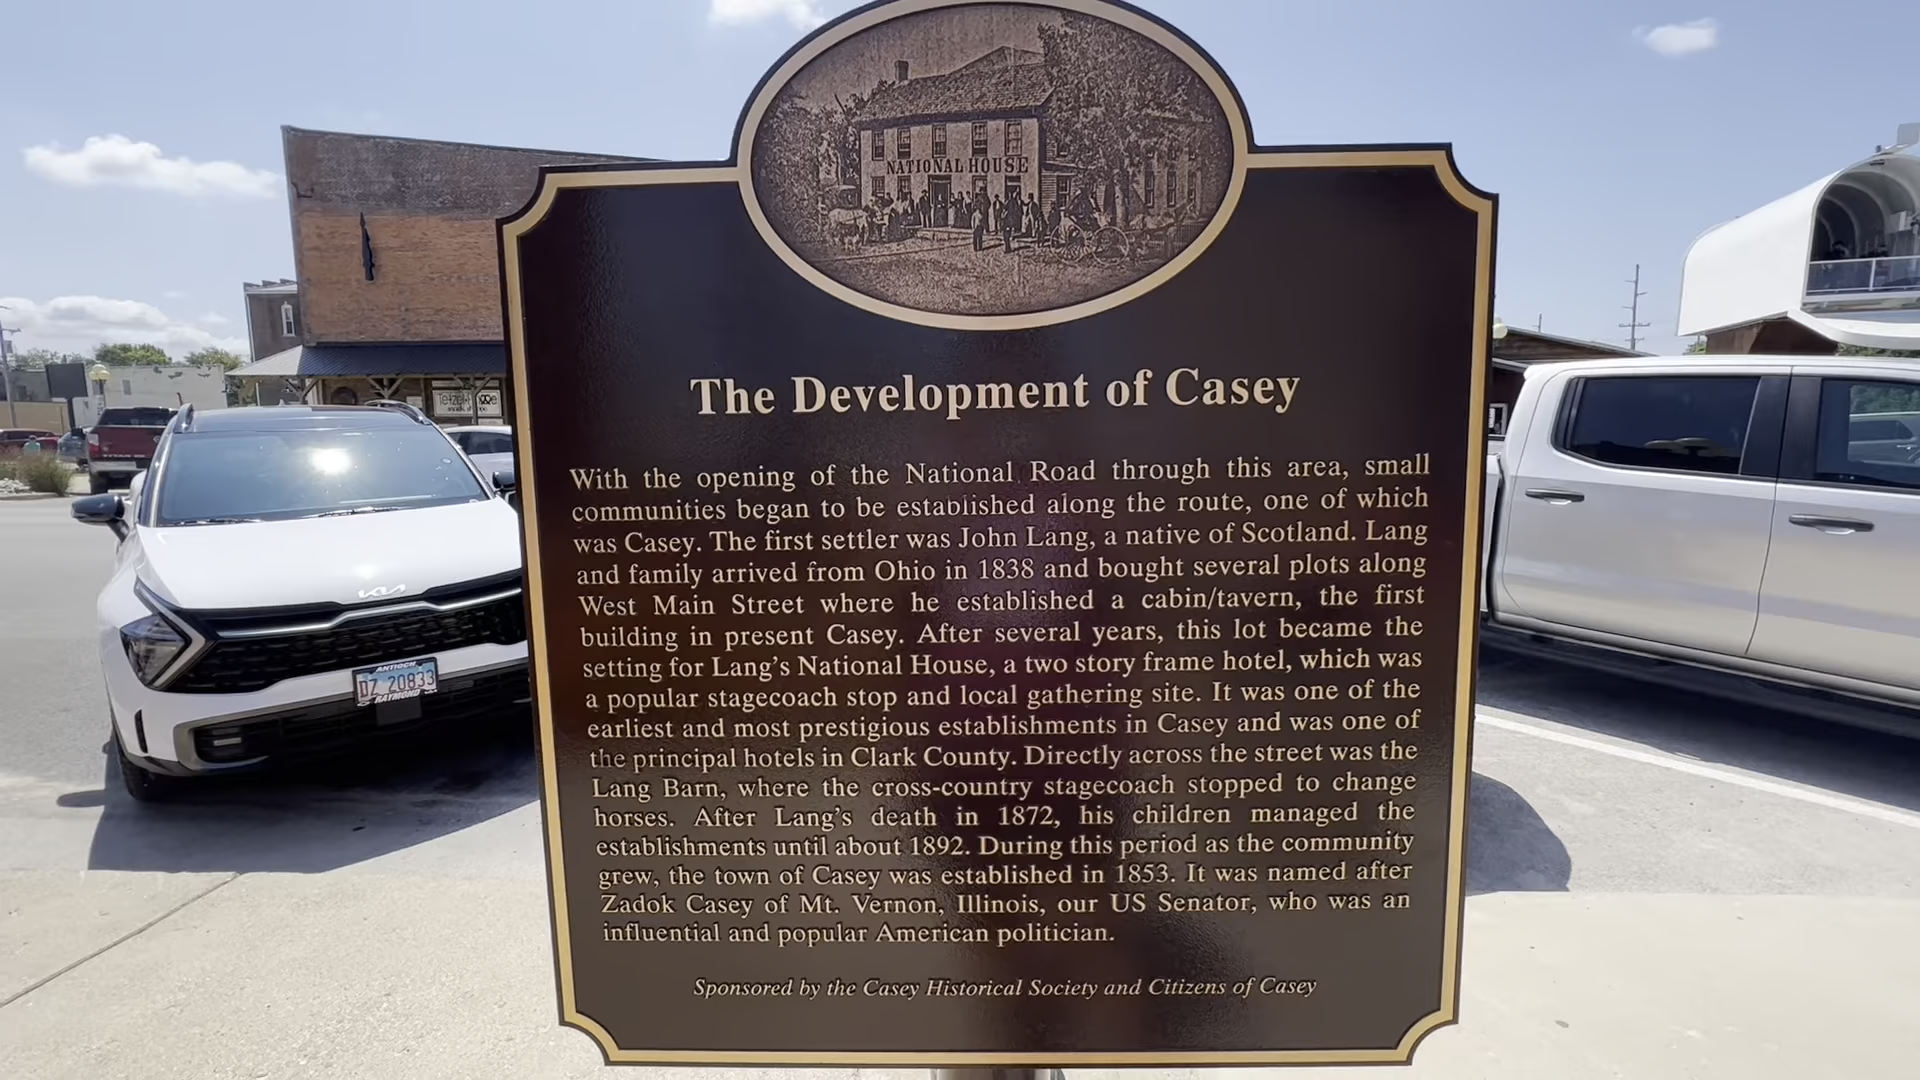 NATIONAL HOUSE
The Development of Casey
With the opening of the National Road through this area, small
communities began to be established along the route, one of which
was Casey. The first settler was John Lang, a native of Scotland. Lang
and family arrived from Ohio in 1838 and bought several plots along
West Main Street where he established a cabin/tavern, the first
building in present Casey. After several years, this lot became the
setting for Lang's National House, a two story frame hotel, which was
a popular stagecoach stop and local gathering site. It was one of the
earliest and most prestigious establishments in Casey and was one of
the principal hotels in Clark County. Directly across the street was the
Lang Barn, where the cross-country stagecoach stopped to change
horses. After Lang's death in 1872, his children managed the
establishments until about 1892. During this period as the community
grew, the town of Casey was established in 1853. It was named after
Zadok Casey of Mt. Vernon, Illinois, our US Senator, who was an
influential and popular American politician.
Sponsored by the Casey Historical Society and Citizens of Casey
KIA
ANTIOCH
DZ 20833
RAYMOND
TITAN